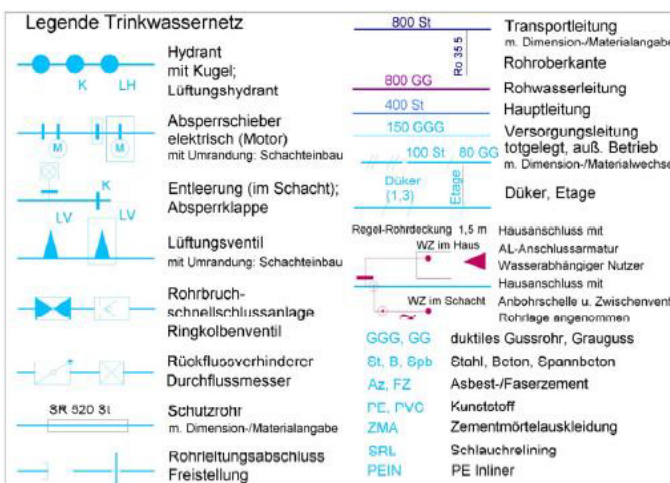 Legende Trinkwassernetz
Hydrant
mit Kugel;
Lüftungshydrant
K LH
Absperrschieber
elektrisch (Motor)
mit Umrandung: Schachteinbau
M M
K
Entleerung (im Schacht);
Absperrklappe
LV LV
Lüftungsventil
mit Umrandung: Schachteinbau
Rohrbruch-
schnellschlussanlage
Ringkolbenventil
Rückflussverhinderer
Durchflussmesser
SR 520 St
Schutzrohr
m. Dimension-/Materialangabe
Rohrleitungsabschluss
Freistellung
800 St
Transportleitung
m. Dimension-/Materialangabe
Ro 35.5
Rohroberkante
800 GG
Rohwasserleitung
400 St
Hauptleitung
150 GGG
Versorgungsleitung
totgelegt, auß. Betrieb
100 St 80 GG
m. Dimension-/Materialwechse
Düker
(1,3)
Etage
Düker, Etage
Regel-Rohrdeckung 1,5 m
Hausanschluss mit
WZ im Haus
AL-Anschlussarmatur
Wasserabhängiger Nutzer
Hausanschluss mit
WZ im Schacht
Anbohrschelle u. Zwischenvent
Rohrlage angenommen
GGG, GG duktiles Gussrohr, Grauguss
St, B, Spb Stahl, Beton, Spannbeton
Az, FZ Asbest-/Faserzement
PE, PVC Kunststoff
ZMA Zementmörtelauskleidung
SRL Schlauchrelining
PEIN PE Inliner